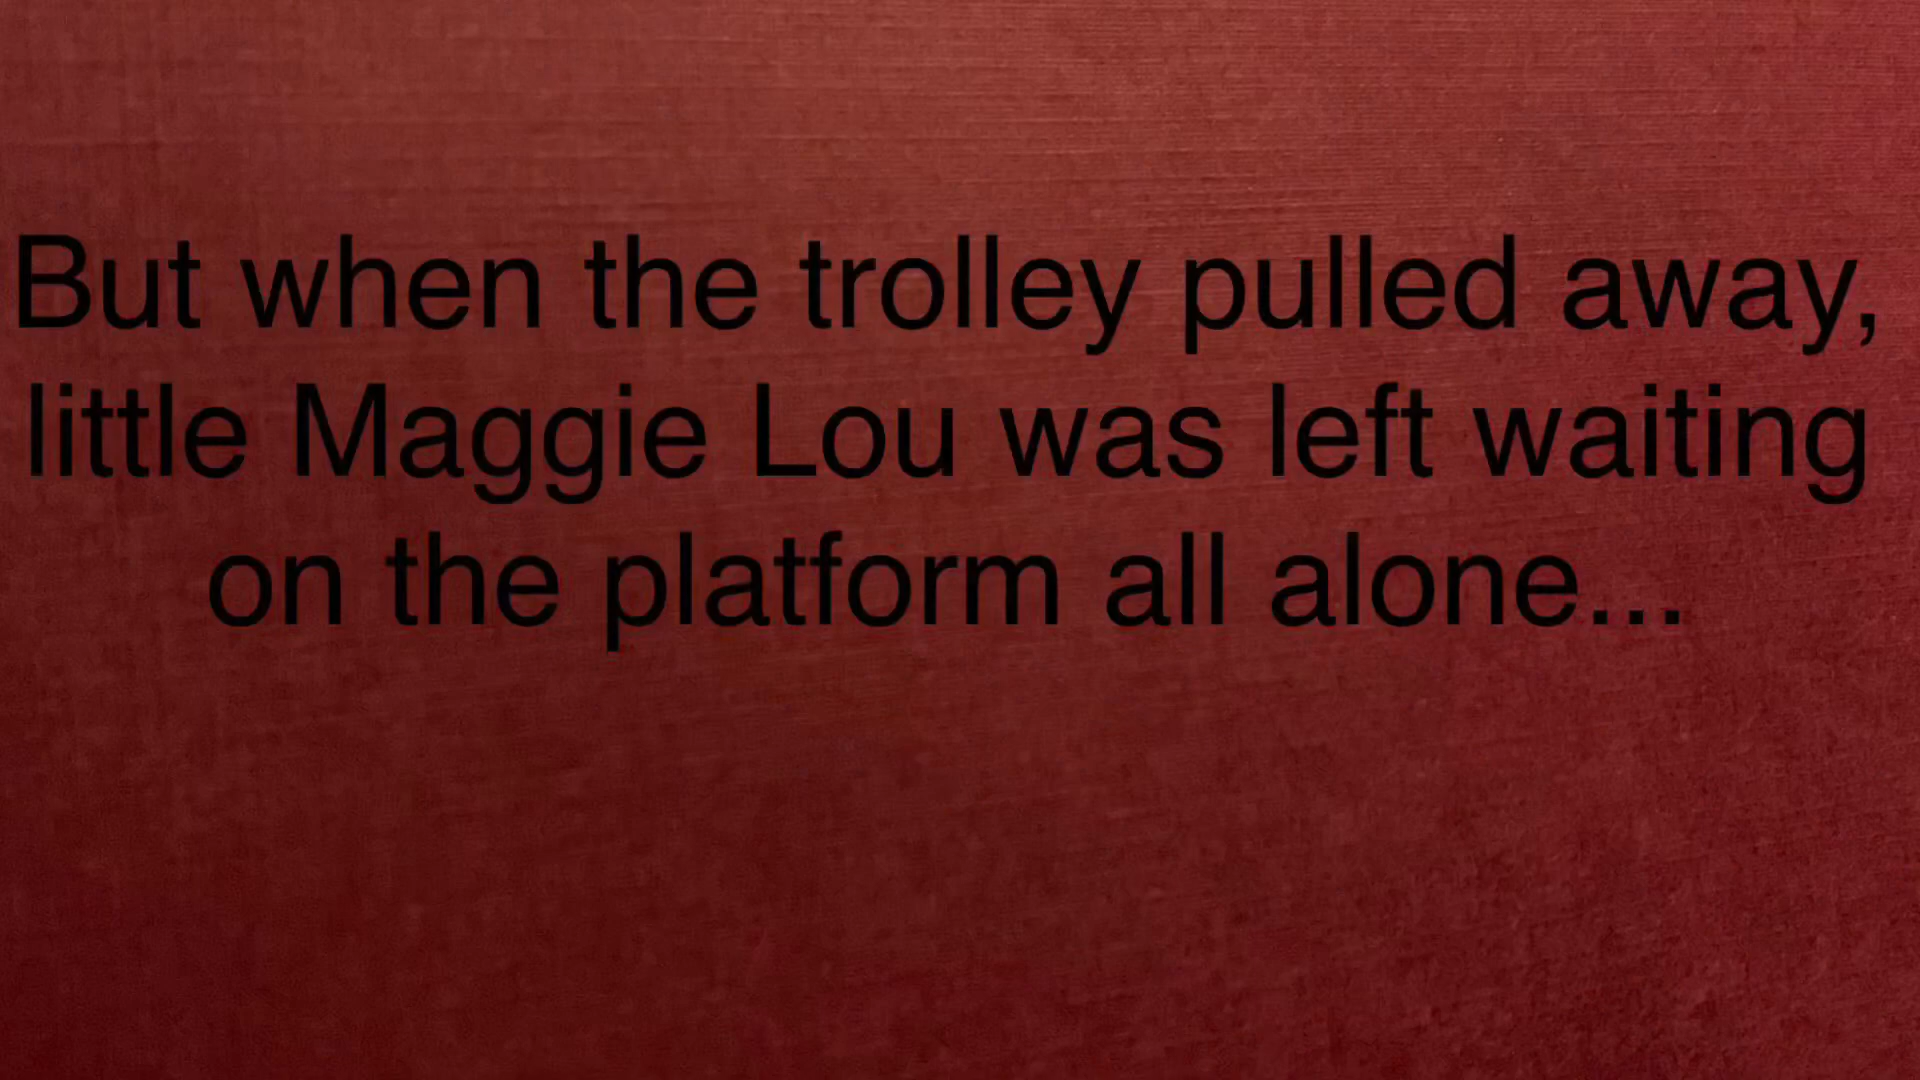 But when the trolley pulled away,
little Maggie Lou was left waiting
on the platform all alone...